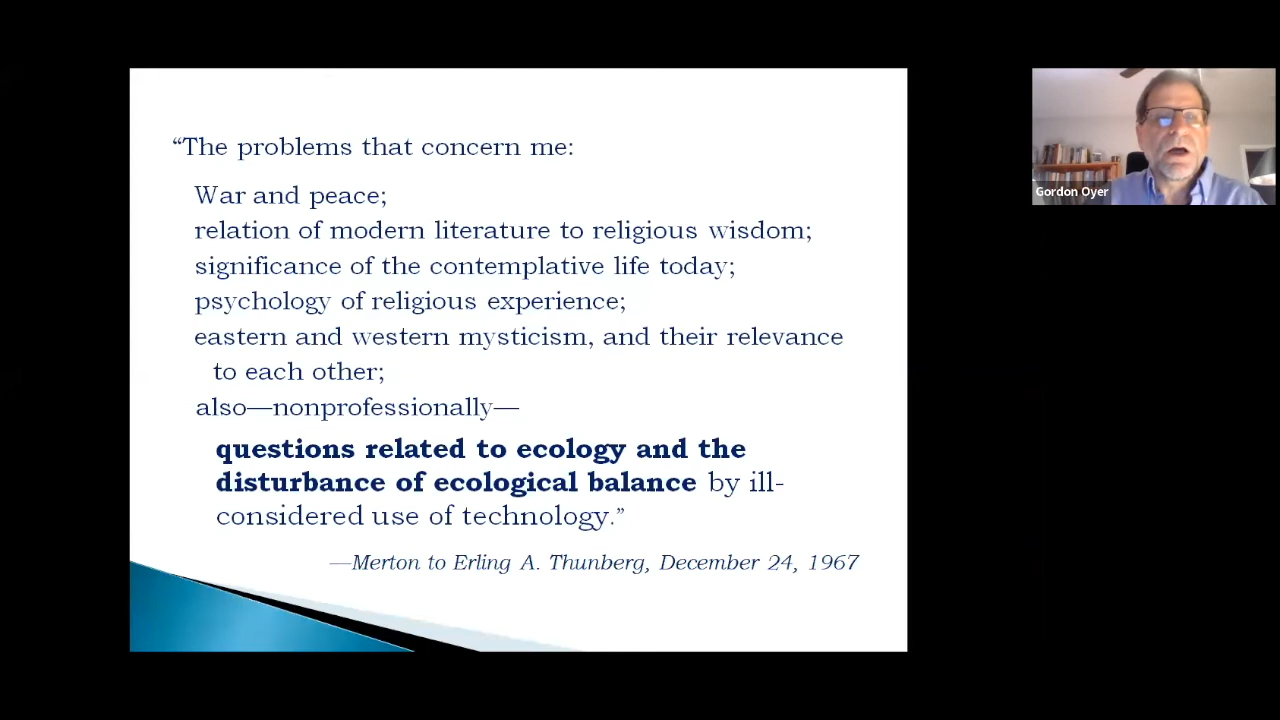 “The problems that concern me:
War and peace;
relation of modern literature to religious wisdom;
significance of the contemplative life today;
psychology of religious experience;
eastern and western mysticism, and their relevance
to each other;
also—nonprofessionally—
questions related to ecology and the
disturbance of ecological balance by ill-
considered use of technology.”
—Merton to Erling A. Thunberg, December 24, 1967
Gordon Oyer